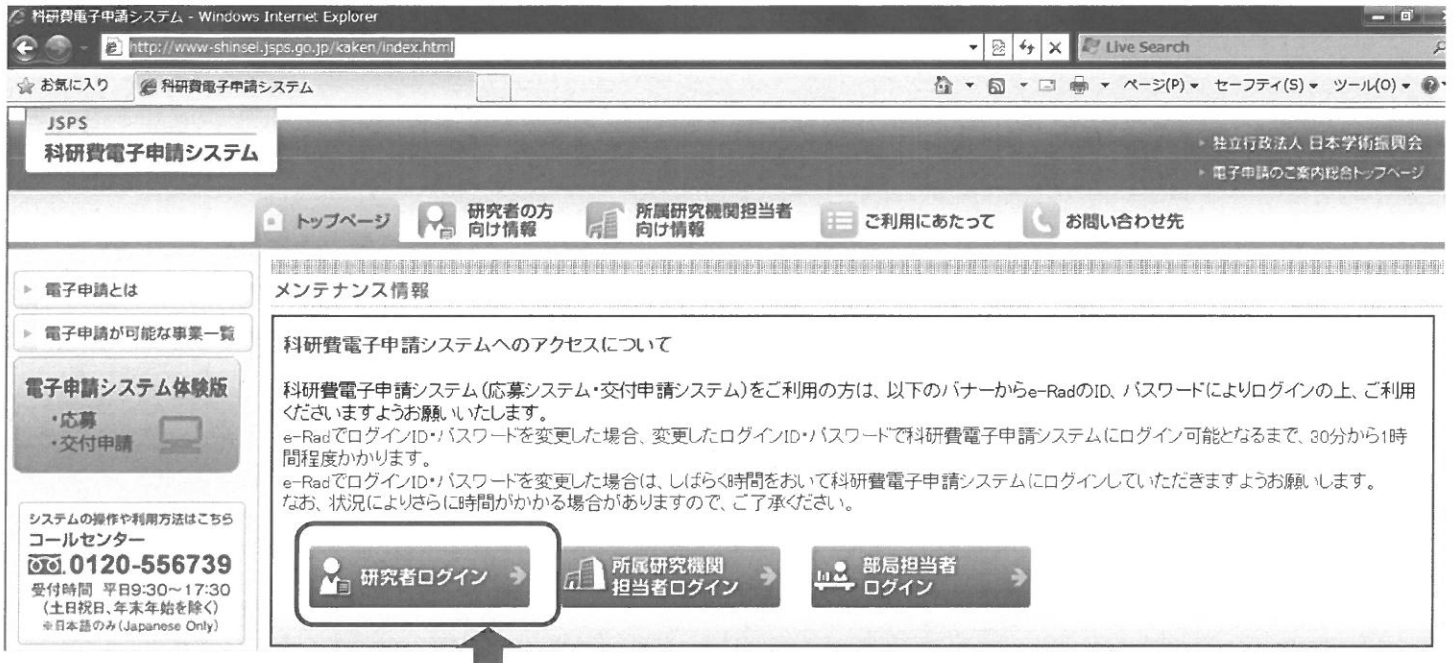 科研費電子申請システム - Windows Internet Explorer
http://www-shinsei.jsps.go.jp/kaken/index.html
Live Search
お気に入り
科研費電子申請システム
ページ(P)
セーフティ(S)
ツール(O)
JSPS
科研費電子申請システム
独立行政法人 日本学術振興会
電子申請のご案内総合トップページ
トップページ
研究者の方
向け情報
所属研究機関担当者
向け情報
ご利用にあたって
お問い合わせ先
電子申請とは
電子申請が可能な事業一覧
電子申請システム体験版
・応募
・交付申請
システムの操作や利用方法はこちら
コールセンター
0120-556739
受付時間 平日9:30～17:30
(土日祝日、年末年始を除く)
※日本語のみ(Japanese Only)
メンテナンス情報
科研費電子申請システムへのアクセスについて
科研費電子申請システム(応募システム・交付申請システム)をご利用の方は、以下のバナーからe-RadのID、パスワードによりログインの上、ご利用
くださいますようお願いいたします。
e-RadでログインID・パスワードを変更した場合、変更したログインID・パスワードで科研費電子申請システムにログイン可能となるまで、30分から1時
間程度かかります。
e-RadでログインID・パスワードを変更した場合は、しばらく時間をおいて科研費電子申請システムにログインしていただきますようお願いします。
なお、状況によりさらに時間がかかる場合がありますので、ご了承ください。
研究者ログイン
所属研究機関
担当者ログイン
部局担当者
ログイン